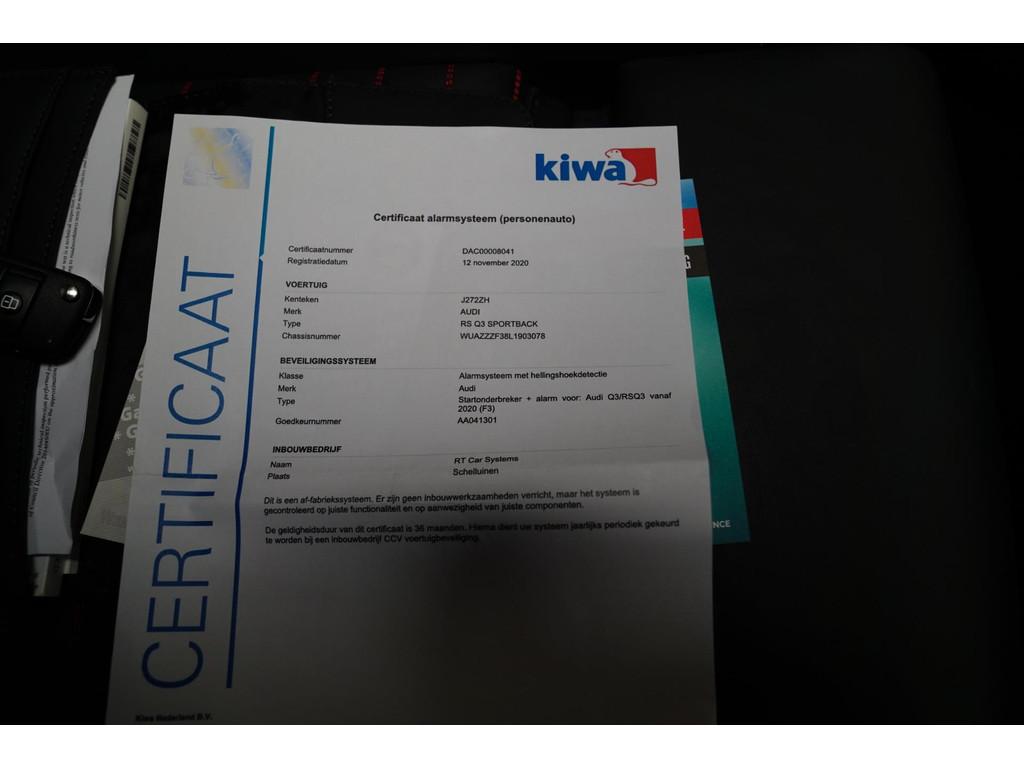 kiwa
Certificaat alarmsysteem (personenauto)
Certificaatnummer DAC00008041
Registratiedatum 12 november 2020
VOERTUIG
Kenteken J272ZH
Merk AUDI
Type RS Q3 SPORTBACK
Chassisnummer WUAZZZF38L1903078
BEVEILIGINGSSYSTEEM
Klasse Alarmsysteem met hellingshoekdetectie
Merk Audi
Type Startonderbreker + alarm voor: Audi Q3/RSQ3 vanaf
2020 (F3)
Goedkeurnummer AA041301
INBOUWBEDRIJF
Naam RT Car Systems
Plaats Schelluinen
Dit is een af-fabriekssysteem. Er zijn geen inbouwwerkzaamheden verricht, maar het systeem is
gecontroleerd op juiste functionaliteit en op aanwezigheid van juiste componenten.
De geldigheidsduur van dit certificaat is 36 maanden. Hierna dient uw systeem jaarlijks periodiek gekeurd
te worden bij een inbouwbedrijf CCV voertuigbeveiliging.
Kiwa Nederland B.V.
CERTIFICAAT